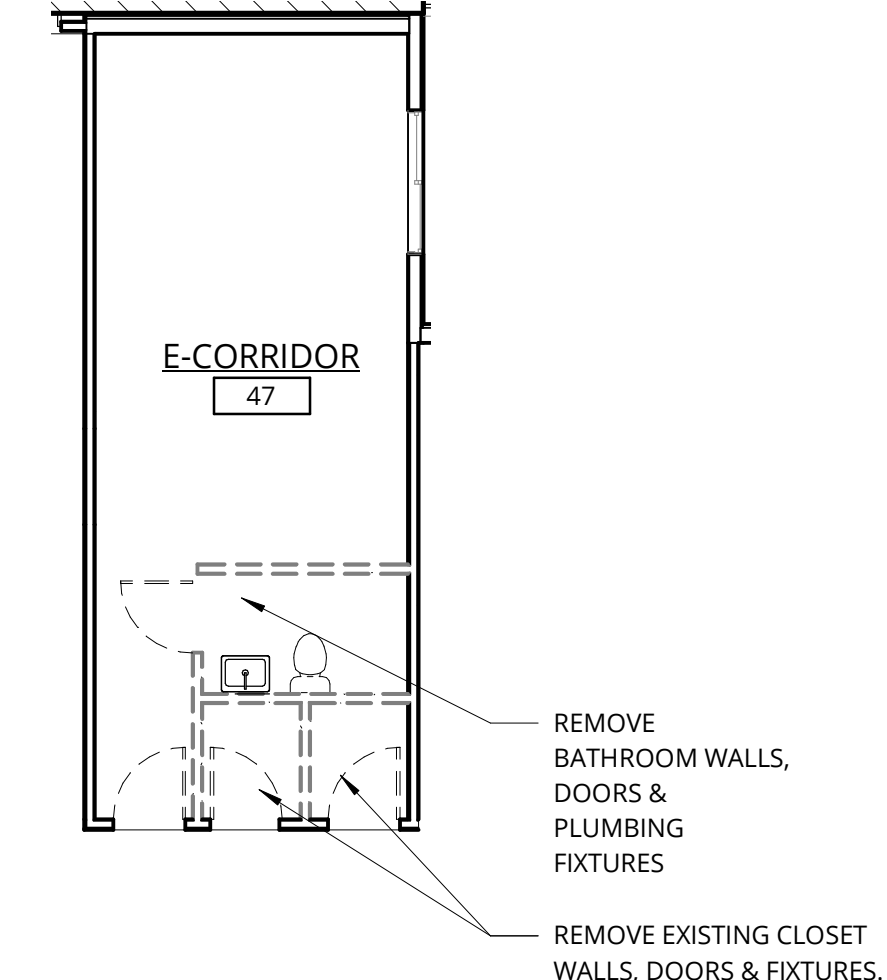 E-CORRIDOR
47
REMOVE
BATHROOM WALLS,
DOORS &
PLUMBING
FIXTURES
REMOVE EXISTING CLOSET
WALLS, DOORS & FIXTURES,